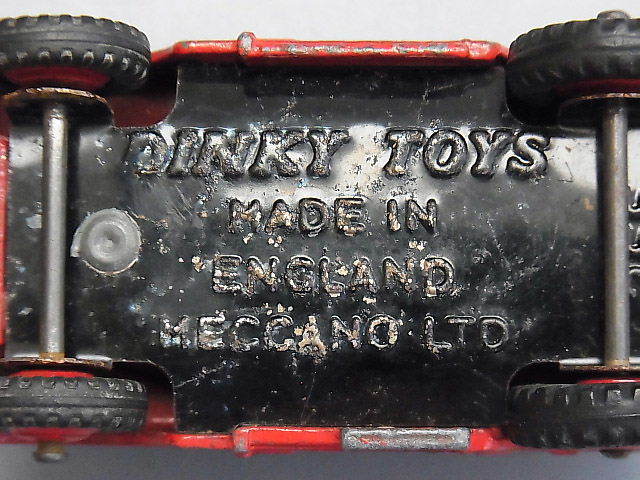 DINKY TOYS
MADE IN
ENGLAND
MECCANO LTD